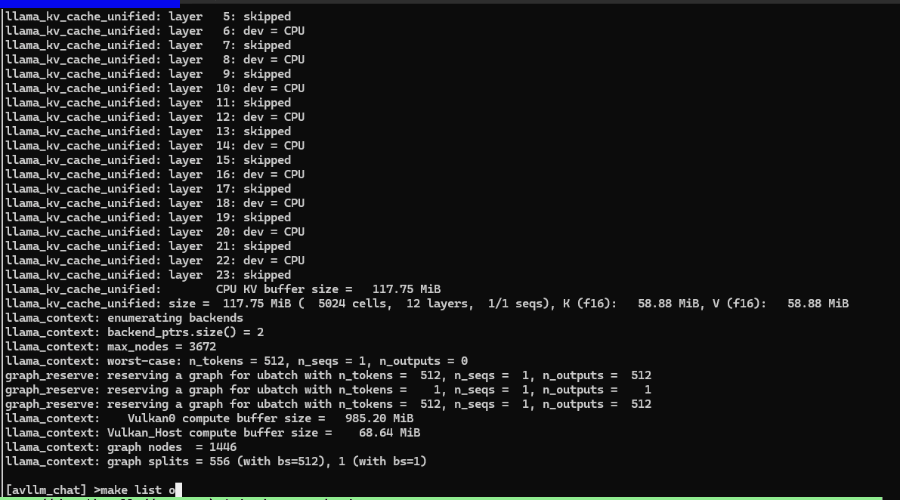 llama_kv_cache_unified: layer   5: skipped
llama_kv_cache_unified: layer   6: dev = CPU
llama_kv_cache_unified: layer   7: skipped
llama_kv_cache_unified: layer   8: dev = CPU
llama_kv_cache_unified: layer   9: skipped
llama_kv_cache_unified: layer  10: dev = CPU
llama_kv_cache_unified: layer  11: skipped
llama_kv_cache_unified: layer  12: dev = CPU
llama_kv_cache_unified: layer  13: skipped
llama_kv_cache_unified: layer  14: dev = CPU
llama_kv_cache_unified: layer  15: skipped
llama_kv_cache_unified: layer  16: dev = CPU
llama_kv_cache_unified: layer  17: skipped
llama_kv_cache_unified: layer  18: dev = CPU
llama_kv_cache_unified: layer  19: skipped
llama_kv_cache_unified: layer  20: dev = CPU
llama_kv_cache_unified: layer  21: skipped
llama_kv_cache_unified: layer  22: dev = CPU
llama_kv_cache_unified: layer  23: skipped
llama_kv_cache_unified:        CPU KV buffer size =   117.75 MiB
llama_kv_cache_unified: size =  117.75 MiB (  5024 cells,  12 layers,  1/1 seqs), K (f16):   58.88 MiB, V (f16):   58.88 MiB
llama_context: enumerating backends
llama_context: backend_ptrs.size() = 2
llama_context: max_nodes = 3672
llama_context: worst-case: n_tokens = 512, n_seqs = 1, n_outputs = 0
graph_reserve: reserving a graph for ubatch with n_tokens =  512, n_seqs =  1, n_outputs =  512
graph_reserve: reserving a graph for ubatch with n_tokens =    1, n_seqs =  1, n_outputs =    1
graph_reserve: reserving a graph for ubatch with n_tokens =  512, n_seqs =  1, n_outputs =  512
llama_context:    Vulkan0 compute buffer size =   985.20 MiB
llama_context: Vulkan_Host compute buffer size =    68.64 MiB
llama_context: graph nodes  = 1446
llama_context: graph splits = 556 (with bs=512), 1 (with bs=1)
[avllm_chat] >make list o